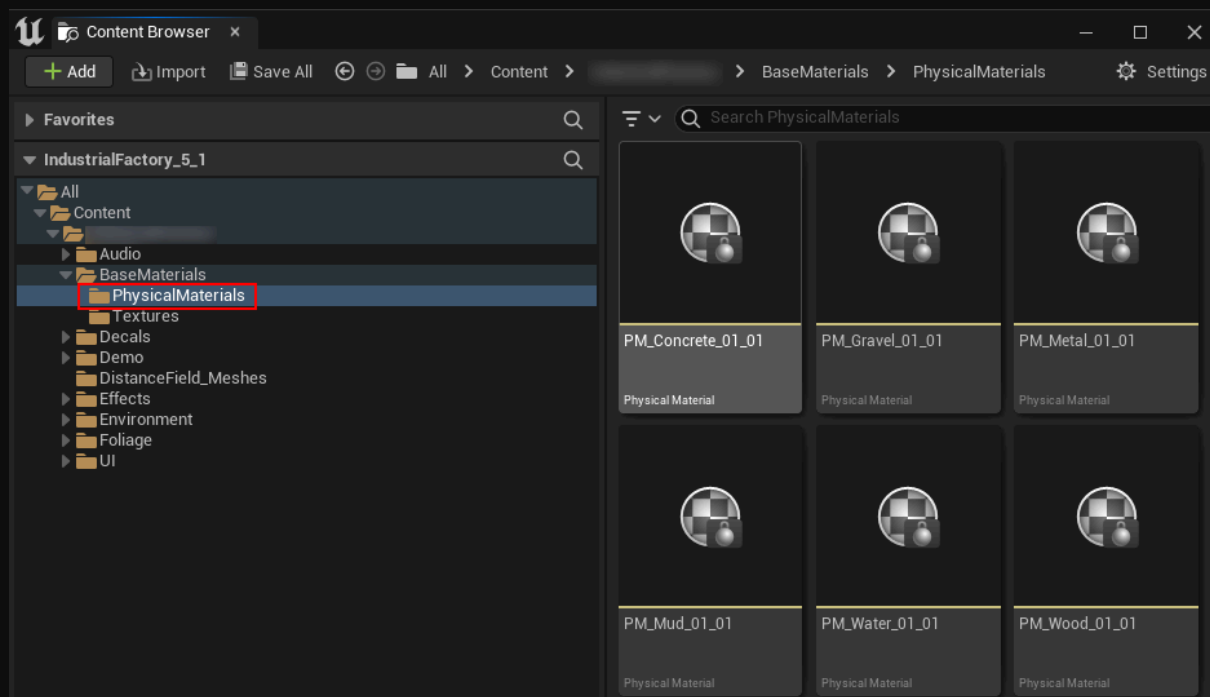 Content Browser
+ Add Import Save All All > Content > > BaseMaterials > PhysicalMaterials Settings
Favorites
Search PhysicalMaterials
IndustrialFactory_5_1
All
Content
Audio
BaseMaterials
PhysicalMaterials
Textures
Decals
Demo
DistanceField_Meshes
Effects
Environment
Foliage
UI
PM_Concrete_01_01 PM_Gravel_01_01 PM_Metal_01_01
Physical Material Physical Material Physical Material
PM_Mud_01_01 PM_Water_01_01 PM_Wood_01_01
Physical Material Physical Material Physical Material